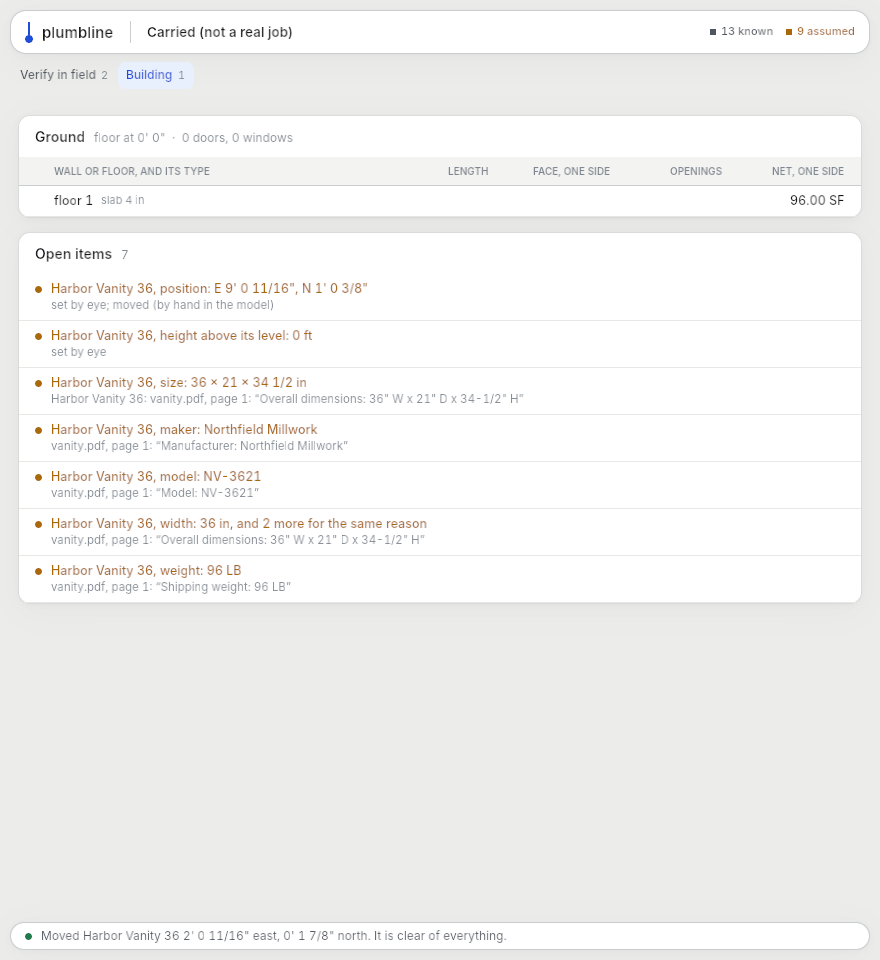 plumbline
Carried (not a real job)
13 known
9 assumed
Verify in field 2
Building 1
Ground floor at 0' 0" · 0 doors, 0 windows
WALL OR FLOOR, AND ITS TYPE LENGTH FACE, ONE SIDE OPENINGS NET, ONE SIDE
floor 1 slab 4 in 96.00 SF
Open items 7
Harbor Vanity 36, position: E 9' 0 11/16", N 1' 0 3/8"
set by eye; moved (by hand in the model)
Harbor Vanity 36, height above its level: 0 ft
set by eye
Harbor Vanity 36, size: 36 × 21 × 34 1/2 in
Harbor Vanity 36: vanity.pdf, page 1: “Overall dimensions: 36" W x 21" D x 34-1/2" H”
Harbor Vanity 36, maker: Northfield Millwork
vanity.pdf, page 1: “Manufacturer: Northfield Millwork”
Harbor Vanity 36, model: NV-3621
vanity.pdf, page 1: “Model: NV-3621”
Harbor Vanity 36, width: 36 in, and 2 more for the same reason
vanity.pdf, page 1: “Overall dimensions: 36" W x 21" D x 34-1/2" H”
Harbor Vanity 36, weight: 96 LB
vanity.pdf, page 1: “Shipping weight: 96 LB”
Moved Harbor Vanity 36 2' 0 11/16" east, 0' 1 7/8" north. It is clear of everything.